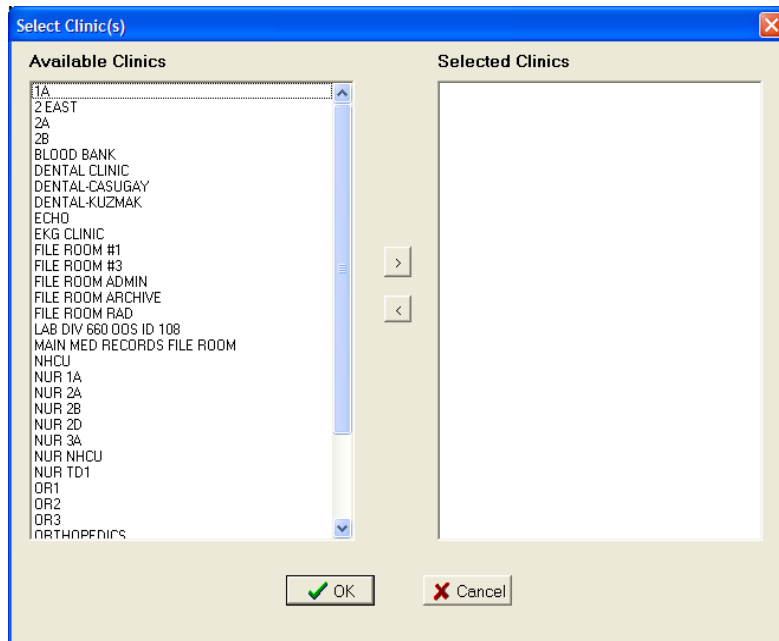 Select Clinic(s)
Available Clinics
Selected Clinics
1A
2 EAST
2A
2B
BLOOD BANK
DENTAL CLINIC
DENTAL-CASUGAY
DENTAL-KUZMAK
ECHO
EKG CLINIC
FILE ROOM #1
FILE ROOM #3
FILE ROOM ADMIN
FILE ROOM ARCHIVE
FILE ROOM RAD
LAB DIV 660 OOS ID 108
MAIN MED RECORDS FILE ROOM
NHCU
NUR 1A
NUR 2A
NUR 2B
NUR 2D
NUR 3A
NUR NHCU
NUR TD1
OR1
OR2
OR3
ORTHOPEDICS
>
<
OK
Cancel